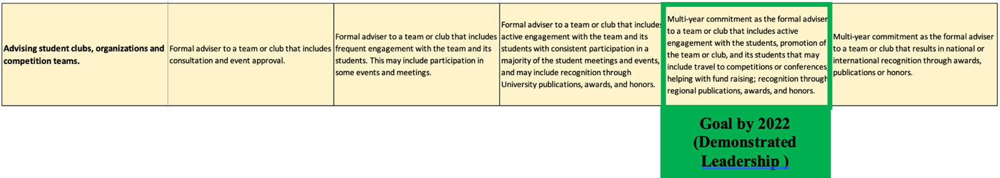 Advising student clubs, organizations and
competition teams.
Formal adviser to a team or club that includes
consultation and event approval.
Formal adviser to a team or club that includes
frequent engagement with the team and its
students. This may include participation in
some events and meetings.
Formal adviser to a team or club that includes
active engagement with the team and its
students with consistent participation in a
majority of the student meetings and events,
and may include recognition through
University publications, awards, and honors.
Multi-year commitment as the formal adviser
to a team or club that includes active
engagement with the students, promotion of
the team or club, and its students that may
include travel to competitions or conferences
helping with fund raising; recognition through
regional publications, awards, and honors.
Multi-year commitment as the formal adviser
to a team or club that results in national or
international recognition through awards,
publications or honors.
Goal by 2022
(Demonstrated
Leadership )